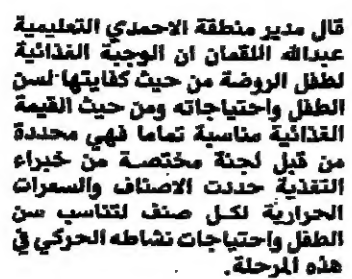 قال مدير منطقة الاحمدي التعليمية
عبدالله اللقمان ان الوجبة الغذائية
لطفل الروضة من حيث كفايتها لسن
الطفل واحتياجاته ومن حيث القيمة
الغذائية مناسبة تماما فهي محددة
من قبل لجنة مختصة من خبراء
التغذية حددت الاصناف والسعرات
الحرارية لكل صنف لتناسب سن
الطفل واحتياجات نشاطه الحركي في
هذه المرحلة.